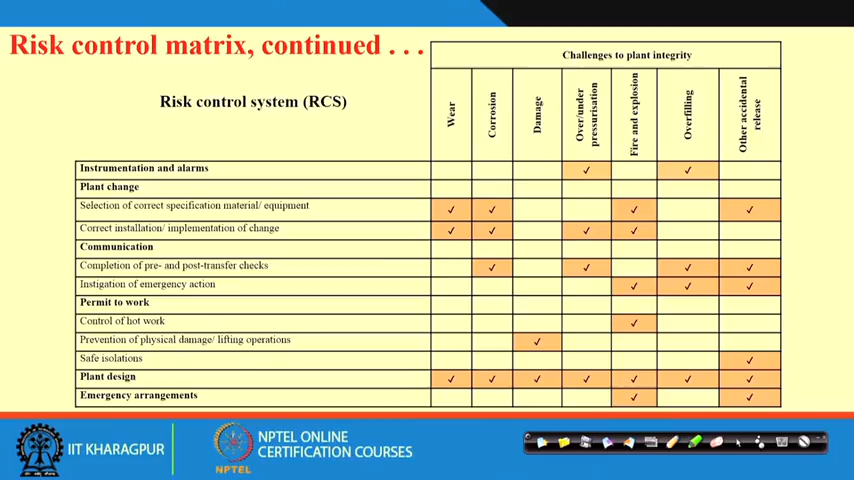 Risk control matrix, continued . . .
Challenges to plant integrity
Risk control system (RCS)
Wear
Corrosion
Damage
Over/under
pressurisation
Fire and explosion
Overfilling
Other accidental
release
Instrumentation and alarms ✓ ✓
Plant change
Selection of correct specification material/ equipment ✓ ✓ ✓ ✓
Correct installation/ implementation of change ✓ ✓ ✓ ✓
Communication
Completion of pre- and post-transfer checks ✓ ✓ ✓ ✓
Instigation of emergency action ✓ ✓ ✓
Permit to work
Control of hot work ✓
Prevention of physical damage/ lifting operations ✓
Safe isolations ✓
Plant design ✓ ✓ ✓ ✓ ✓ ✓ ✓
Emergency arrangements ✓ ✓
IIT KHARAGPUR
NPTEL
NPTEL ONLINE
CERTIFICATION COURSES